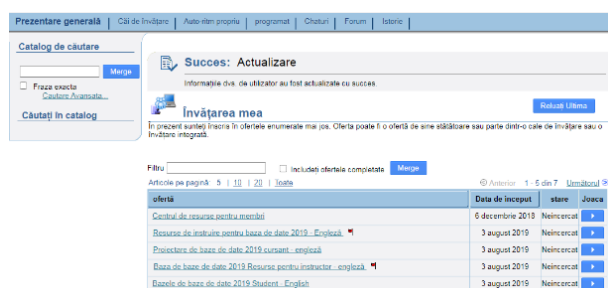 Prezentare generală | Căi de învățare | Auto-ritm propriu | programat | Chaturi | Forum | Istoric |
Catalog de căutare
Merge
Fraza exacta
Cautare Avansata...
Căutați în catalog
Succes: Actualizare
Informațiile dvs. de utilizator au fost actualizate cu succes.
Învățarea mea
Reluați Ultima
În prezent sunteți înscris în ofertele enumerate mai jos. Oferta poate fi o ofertă de sine stătătoare sau parte dintr-o cale de învățare sau o
învățare integrată.
Filtru
Includeți ofertele completate
Merge
Articole pe pagină: 5 | 10 | 20 | Toate
Anterior 1 - 5 din 7 Următorul
ofertă Data de început stare Joaca
Centrul de resurse pentru membri 6 decembrie 2018 Neincercat
Resurse de instruire pentru baza de date 2019 - Engleză 3 august 2019 Neincercat
Proiectare de baze de date 2019 cursant - engleză 3 august 2019 Neincercat
Baza de baze de date 2019 Resurse pentru instructor - engleză 3 august 2019 Neincercat
Bazele de baze de date 2019 Student - English 3 august 2019 Neincercat